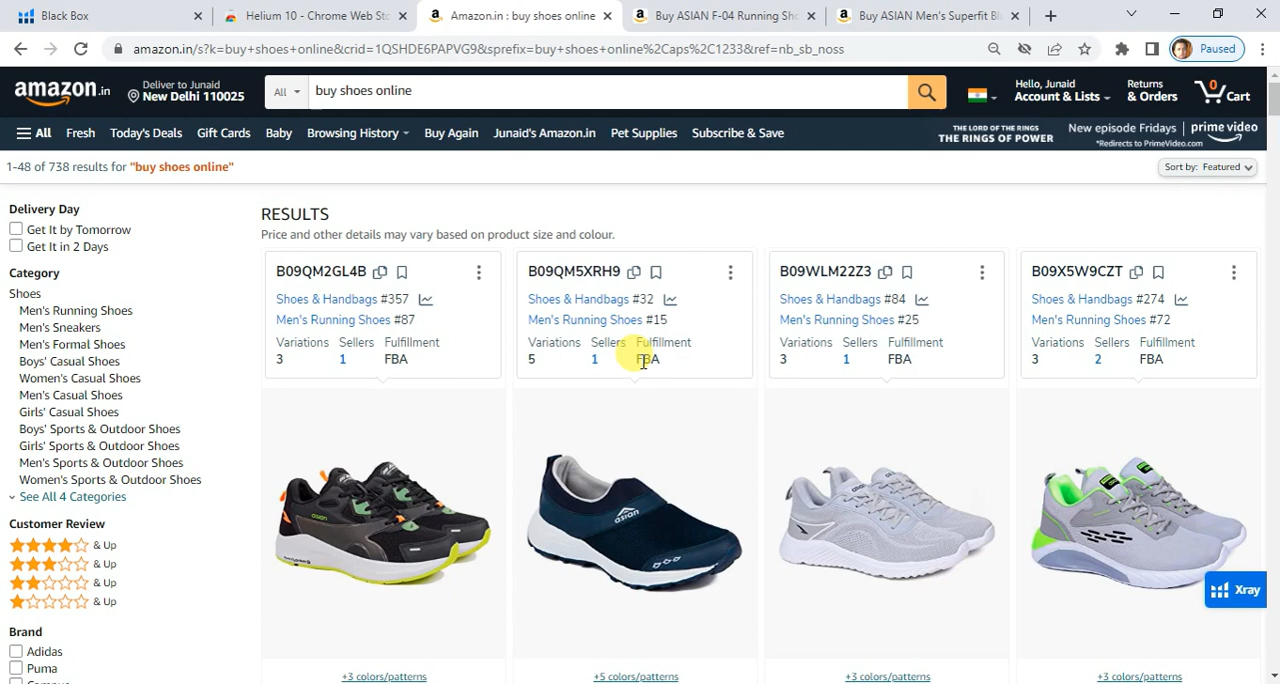 Black Box
Helium 10 - Chrome Web Sto
Amazon.in : buy shoes online
Buy ASIAN F-04 Running Sho
Buy ASIAN Men's Superfit Blu
amazon.in/s?k=buy+shoes+online&crid=1QSHDE6PAPVG9&sprefix=buy+shoes+online%2Caps%2C1233&ref=nb_sb_noss
Paused
amazon.in
Deliver to Junaid
New Delhi 110025
All
buy shoes online
Hello, Junaid
Account & Lists
Returns
& Orders
0
Cart
All Fresh Today's Deals Gift Cards Baby Browsing History Buy Again Junaid's Amazon.in Pet Supplies Subscribe & Save
THE LORD OF THE RINGS
THE RINGS OF POWER
New episode Fridays
*Redirects to PrimeVideo.com
prime video
1-48 of 738 results for "buy shoes online"
Sort by: Featured
Delivery Day
Get It by Tomorrow
Get It in 2 Days
Category
Shoes
Men's Running Shoes
Men's Sneakers
Men's Formal Shoes
Boys' Casual Shoes
Women's Casual Shoes
Men's Casual Shoes
Girls' Casual Shoes
Boys' Sports & Outdoor Shoes
Girls' Sports & Outdoor Shoes
Men's Sports & Outdoor Shoes
Women's Sports & Outdoor Shoes
See All 4 Categories
Customer Review
& Up
& Up
& Up
& Up
Brand
Adidas
Puma
RESULTS
Price and other details may vary based on product size and colour.
B09QM2GL4B
Shoes & Handbags #357
Men's Running Shoes #87
Variations Sellers Fulfillment
3 1 FBA
+3 colors/patterns
B09QM5XRH9
Shoes & Handbags #32
Men's Running Shoes #15
Variations Sellers Fulfillment
5 1 FBA
asian
+5 colors/patterns
B09WLM22Z3
Shoes & Handbags #84
Men's Running Shoes #25
Variations Sellers Fulfillment
3 1 FBA
+3 colors/patterns
B09X5W9CZT
Shoes & Handbags #274
Men's Running Shoes #72
Variations Sellers Fulfillment
3 2 FBA
+3 colors/patterns
Xray